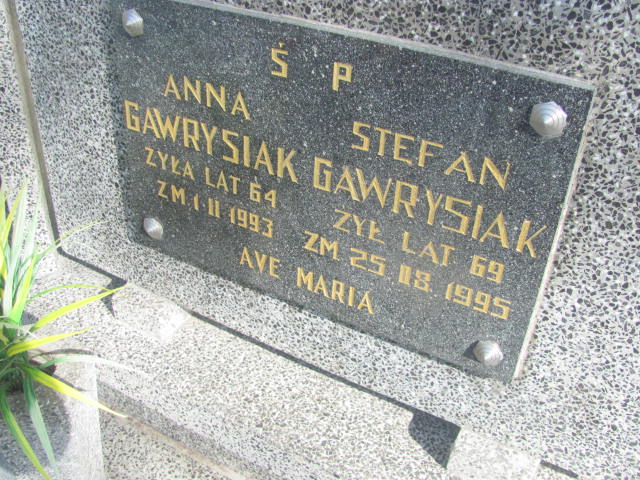 Ś P
ANNA
GAWRYSIAK
ŻYŁA LAT 64
ZM. 1 II 1993
STEFAN
GAWRYSIAK
ŻYŁ LAT 69
ZM 25.08.1995
AVE MARIA